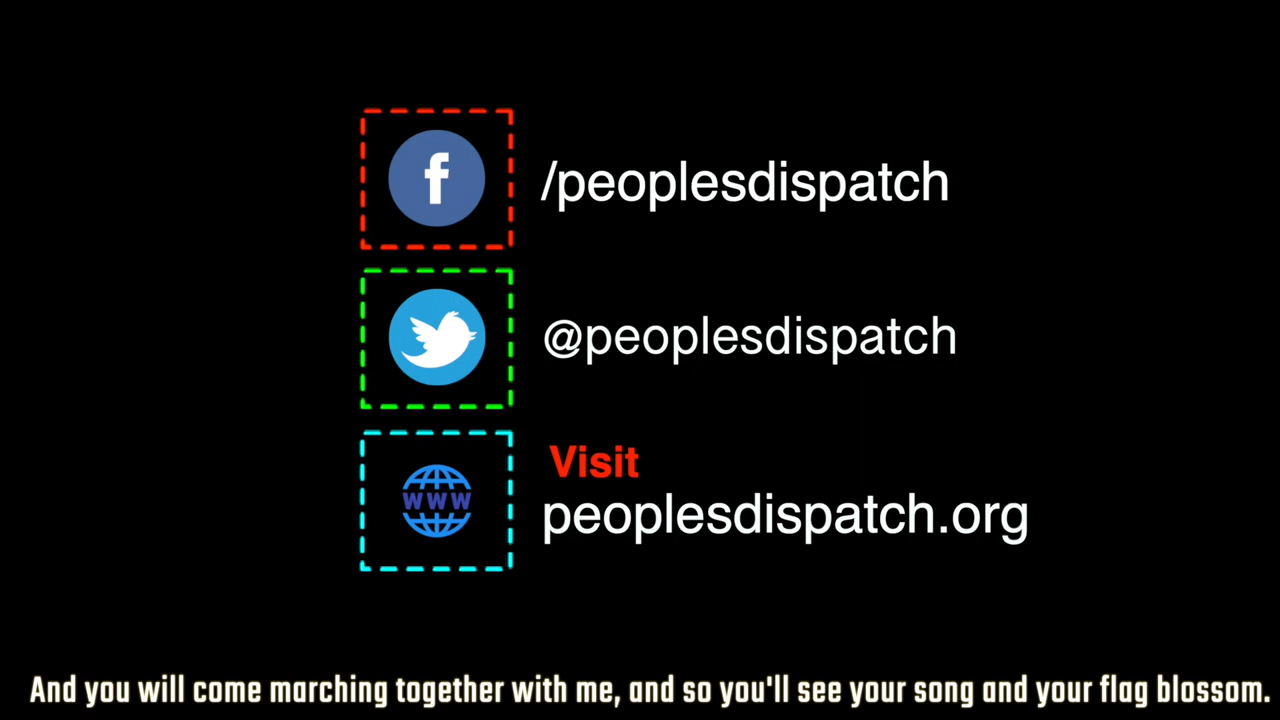 f
/peoplesdispatch
@peoplesdispatch
Visit
www
peoplesdispatch.org
And you will come marching together with me, and so you'll see your song and your flag blossom.